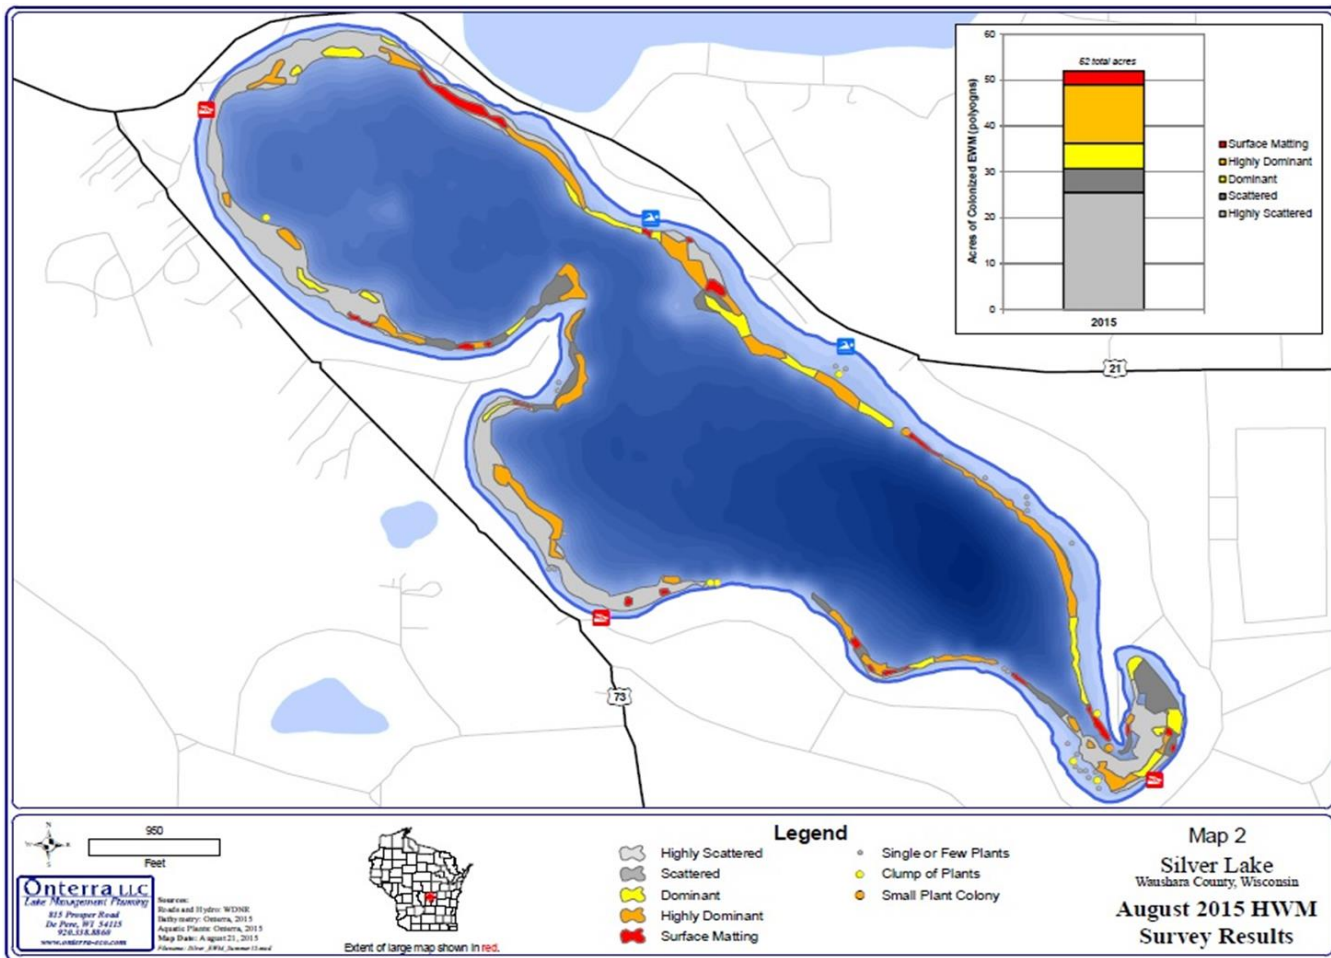 60
50
40
30
20
10
0
Acres of Colonized EWM (polyogns)
52 total acres
2015
Surface Matting
Highly Dominant
Dominant
Scattered
Highly Scattered
21
73
N
S
950
Feet
Onterra LLC
Lake Management Planning
815 Prosper Road
De Pere, WI 54115
920.338.8860
www.onterra-eco.com
Sources:
Roads and Hydro: WDNR
Bathymetry: Onterra, 2015
Aquatic Plants: Onterra, 2015
Map Date: August 21, 2015
Extent of large map shown in red.
Legend
Highly Scattered
Scattered
Dominant
Highly Dominant
Surface Matting
Single or Few Plants
Clump of Plants
Small Plant Colony
Map 2
Silver Lake
Waushara County, Wisconsin
August 2015 HWM
Survey Results